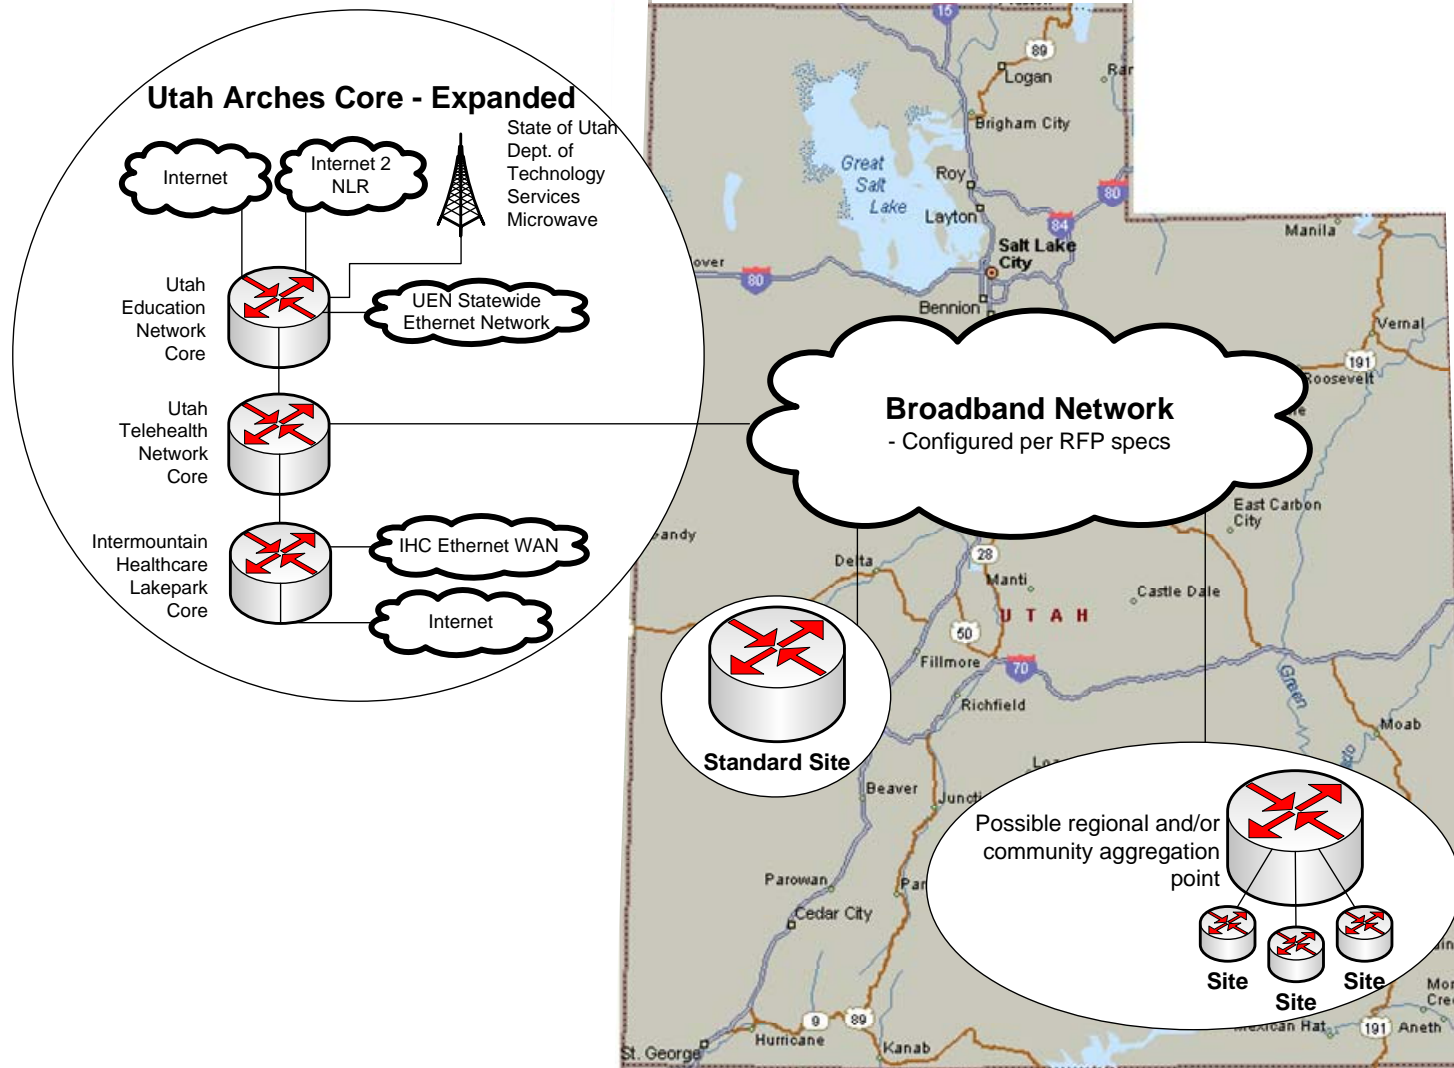 Utah Arches Core - Expanded
Internet
Internet 2
NLR
State of Utah
Dept. of
Technology
Services
Microwave
Utah
Education
Network
Core
UEN Statewide
Ethernet Network
Utah
Telehealth
Network
Core
Intermountain
Healthcare
Lakepark
Core
IHC Ethernet WAN
Internet
15
89
Logan
Brigham City
Great
Salt
Lake
Roy
Layton
80
84
Salt Lake
City
Manila
80
Bennion
Vernal
191
Roosevelt
Broadband Network
- Configured per RFP specs
East Carbon
City
28
Delta
Manti
Castle Dale
UTAH
50
Fillmore
70
Richfield
Green
Moab
Standard Site
Beaver
Possible regional and/or
community aggregation
point
Parowan
Cedar City
Site
Site
Site
9
89
Hurricane
St. George
Kanab
Mexican Hat
191
Aneth